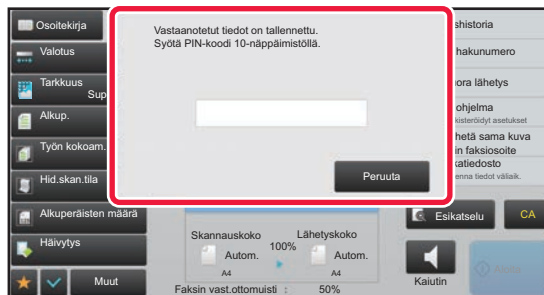 Osoitekirja
Valotus
Tarkkuus
Sup
Alkup.
Työn kokoam.
Hid.skan.tila
Alkuperäisten määrä
Häivytys
Muut
Vastaanotetut tiedot on tallennettu.
Syötä PIN-koodi 10-näppäimistöllä.
Peruuta
Skannauskoko
100%
Lähetyskoko
Autom.
A4
Autom.
A4
Faksin vast.ottomuisti : 50%
shistoria
hakunumero
ora lähetys
ohjelma
kisteröidyt asetukset
hetä sama kuva
in faksiosoite
katiedosto
enna tiedot väliaik.
Esikatselu
CA
Kaiutin